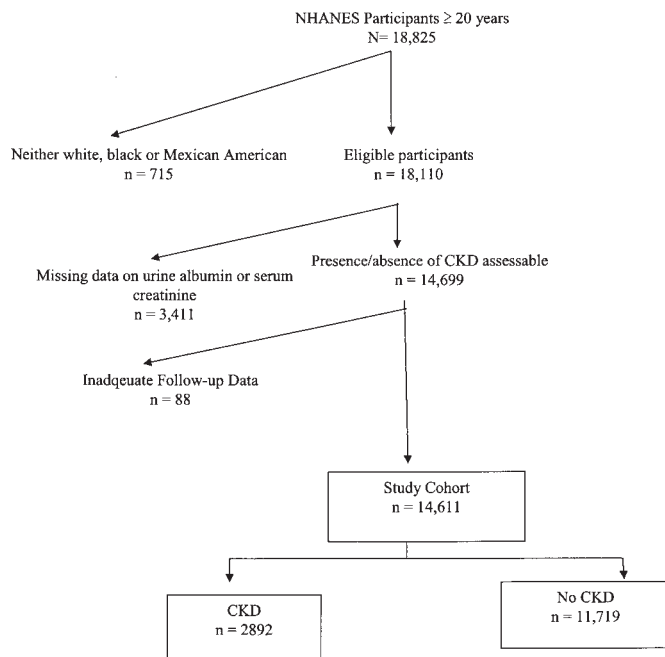 NHANES Participants ≥ 20 years
N= 18,825
Neither white, black or Mexican American
n = 715
Eligible participants
n = 18,110
Missing data on urine albumin or serum
creatinine
n = 3,411
Presence/absence of CKD assessable
n = 14,699
Inadqeuate Follow-up Data
n = 88
Study Cohort
n = 14,611
CKD
n = 2892
No CKD
n = 11,719